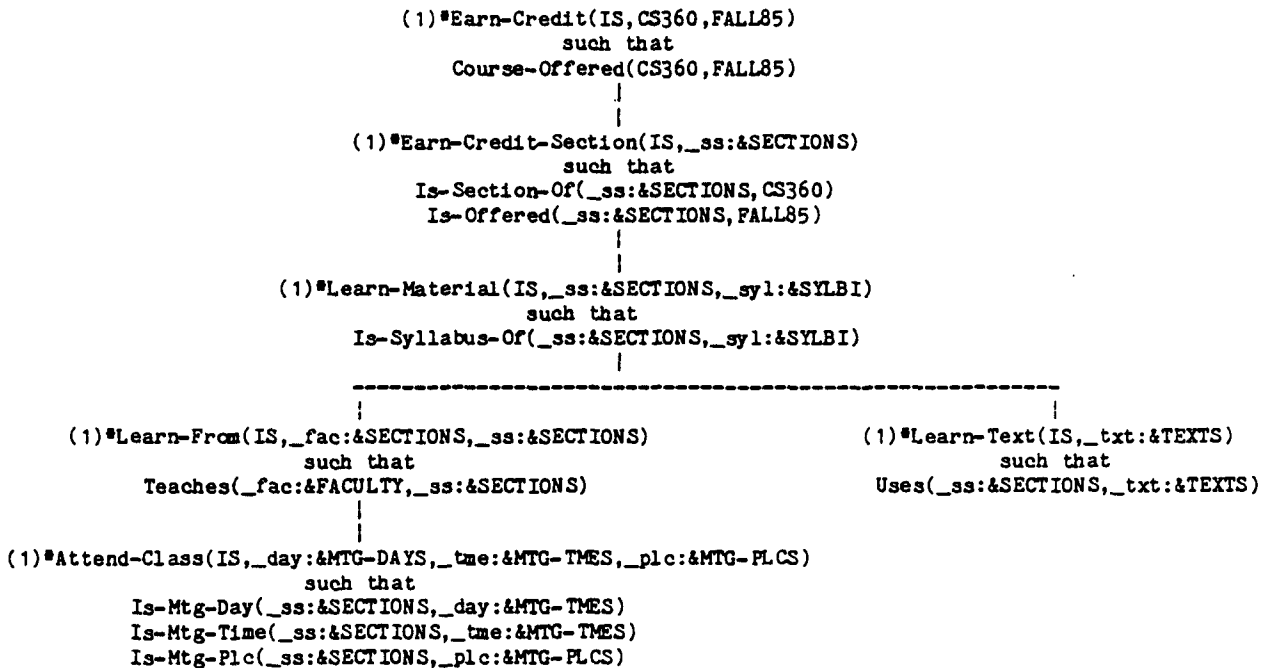 (1)*Earn-Credit(IS,CS360,FALL85)
such that
Course-Offered(CS360,FALL85)
(1)*Earn-Credit-Section(IS,_ss:&SECTIONS)
such that
Is-Section-Of(_ss:&SECTIONS,CS360)
Is-Offered(_ss:&SECTIONS,FALL85)
(1)*Learn-Material(IS,_ss:&SECTIONS,_syl:&SYLBI)
such that
Is-Syllabus-Of(_ss:&SECTIONS,_syl:&SYLBI)
(1)*Learn-From(IS,_fac:&SECTIONS,_ss:&SECTIONS) (1)*Learn-Text(IS,_txt:&TEXTS)
such that such that
Teaches(_fac:&FACULTY,_ss:&SECTIONS) Uses(_ss:&SECTIONS,_txt:&TEXTS)
(1)*Attend-Class(IS,_day:&MTG-DAYS,_tme:&MTG-TMES,_plc:&MTG-PLCS)
such that
Is-Mtg-Day(_ss:&SECTIONS,_day:&MTG-TMES)
Is-Mtg-Time(_ss:&SECTIONS,_tme:&MTG-TMES)
Is-Mtg-Plc(_ss:&SECTIONS,_plc:&MTG-PLCS)